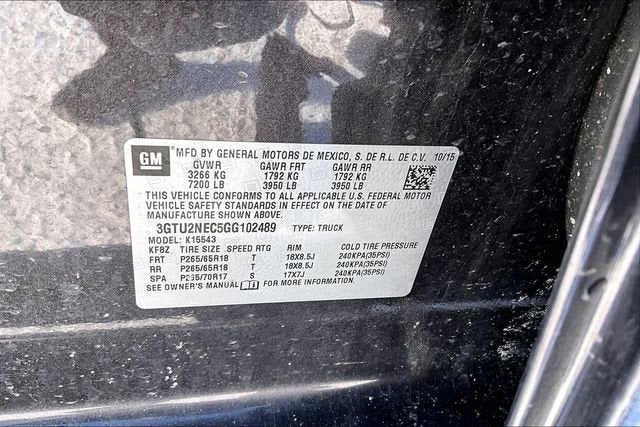 GM MFD BY GENERAL MOTORS DE MEXICO, S. DE R.L. DE C.V. 10/15
GVWR GAWR FRT GAWR RR
3266 KG 1792 KG 1792 KG
7200 LB 3950 LB 3950 LB
THIS VEHICLE CONFORMS TO ALL APPLICABLE U.S. FEDERAL MOTOR
VEHICLE SAFETY STANDARDS IN EFFECT ON THE DATE OF
MANUFACTURE SHOWN ABOVE.
3GTU2NEC5GG102489 TYPE: TRUCK
MODEL: K15543
KF8Z TIRE SIZE SPEED RTG RIM COLD TIRE PRESSURE
FRT P265/65R18 T 18X8.5J 240KPA(35PSI)
RR P265/65R18 T 18X8.5J 240KPA(35PSI)
SPA P265/70R17 S 17X7J 240KPA(35PSI)
SEE OWNER'S MANUAL FOR MORE INFORMATION.